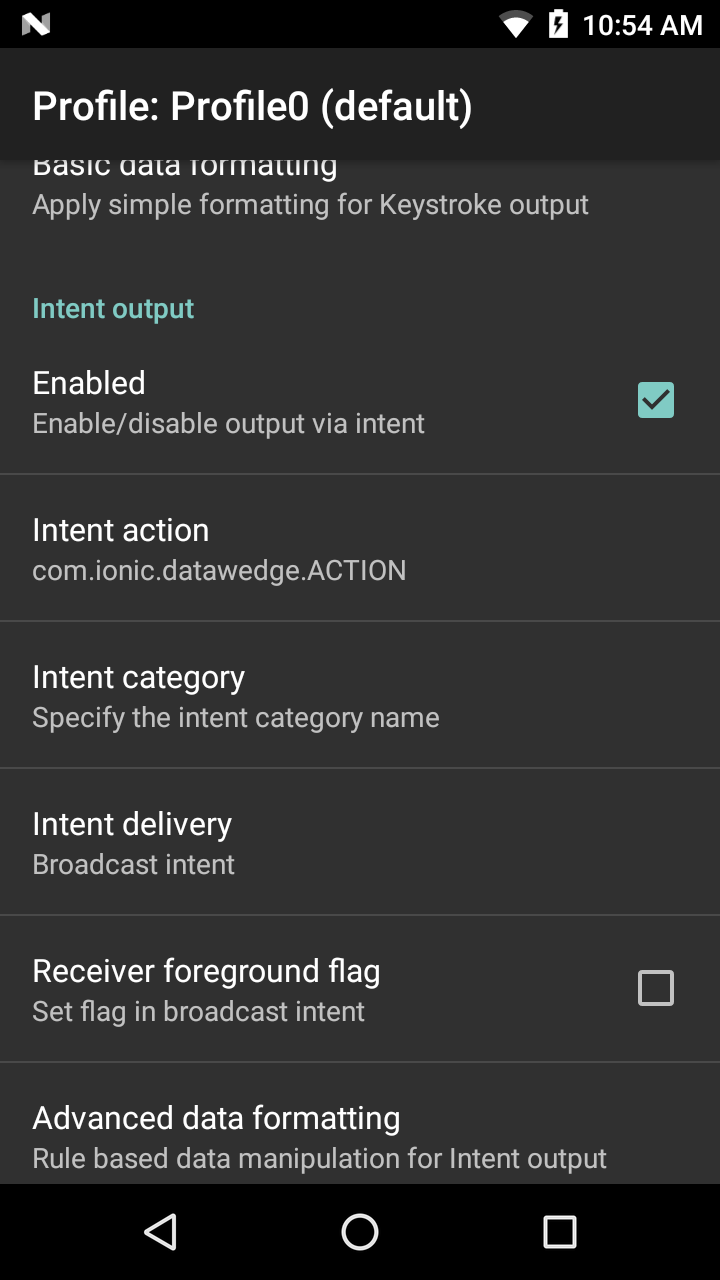 10:54 AM
Profile: Profile0 (default)
Basic data formatting
Apply simple formatting for Keystroke output
Intent output
Enabled
Enable/disable output via intent
Intent action
com.ionic.datawedge.ACTION
Intent category
Specify the intent category name
Intent delivery
Broadcast intent
Receiver foreground flag
Set flag in broadcast intent
Advanced data formatting
Rule based data manipulation for Intent output